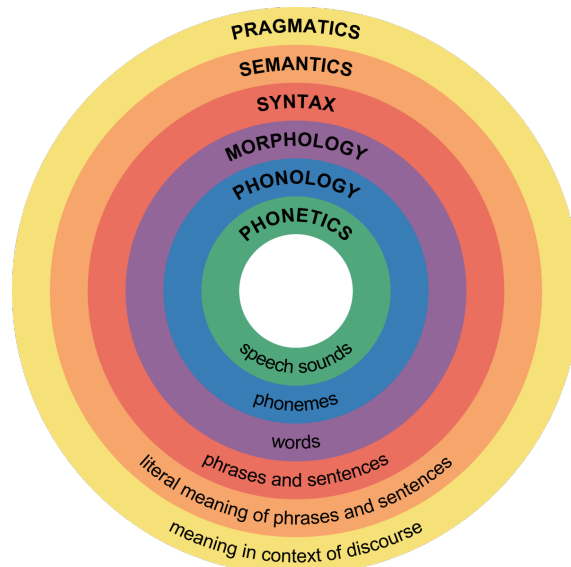 PRAGMATICS
SEMANTICS
SYNTAX
MORPHOLOGY
PHONOLOGY
PHONETICS
speech sounds
phonemes
words
phrases and sentences
literal meaning of phrases and sentences
meaning in context of discourse